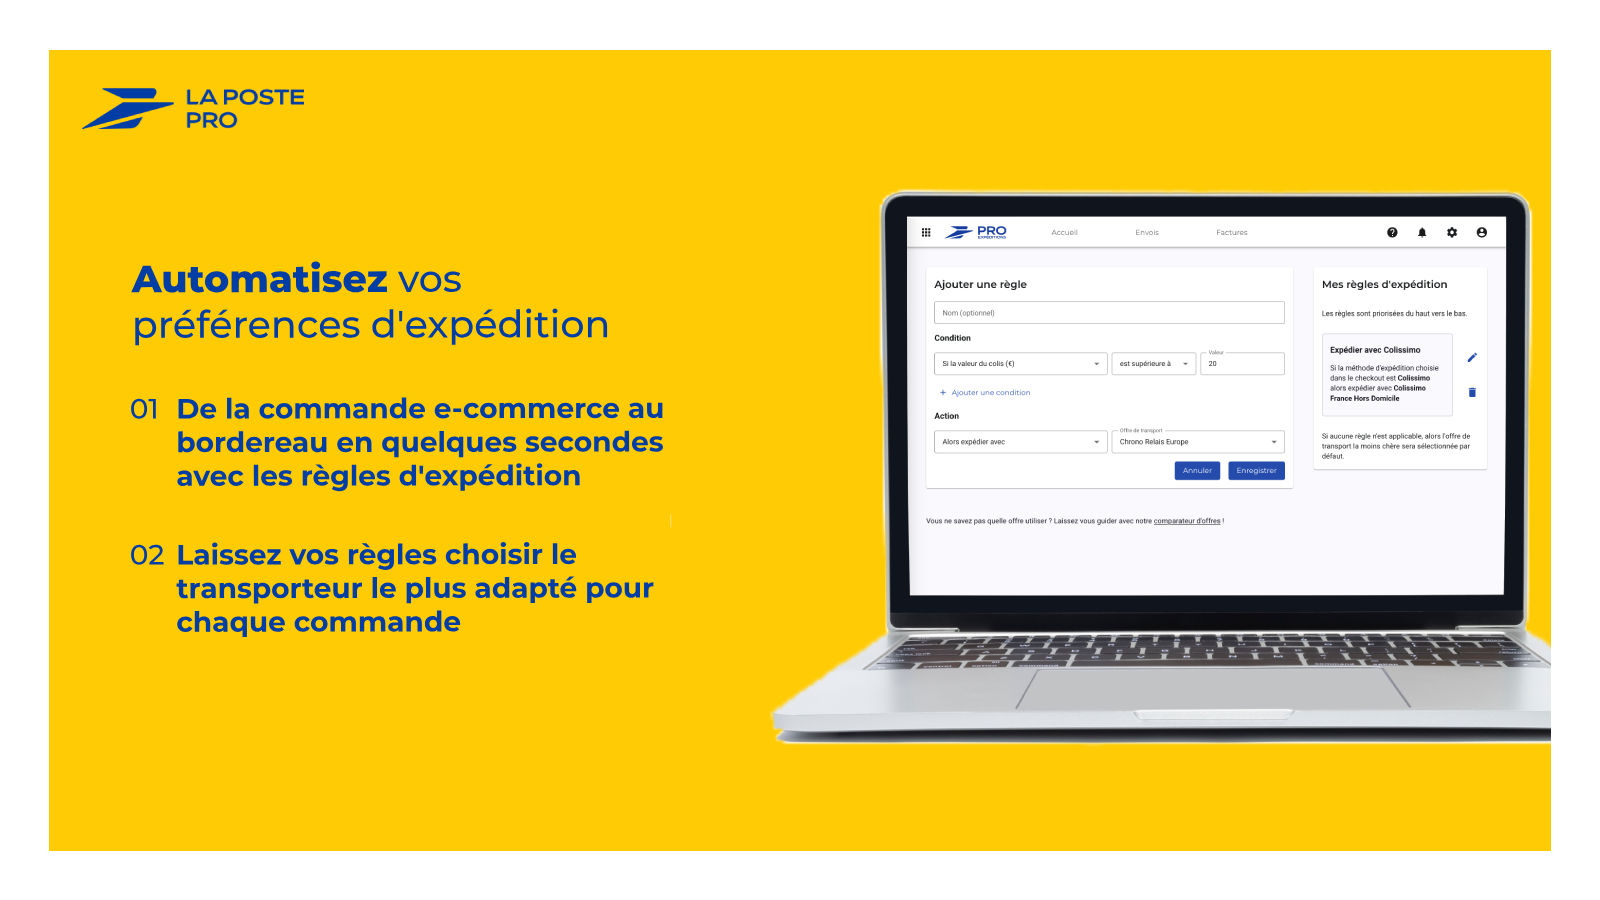 LA POSTE
PRO
Automatisez vos
préférences d'expédition
01 De la commande e-commerce au
bordereau en quelques secondes
avec les règles d'expédition
02 Laissez vos règles choisir le
transporteur le plus adapté pour
chaque commande
PRO
EXPÉDITIONS
Accueil
Envois
Factures
Ajouter une règle
Nom (optionnel)
Condition
Si la valeur du colis (€)
est supérieure à
Valeur
20
+ Ajouter une condition
Action
Alors expédier avec
Offre de transport
Chrono Relais Europe
Annuler
Enregistrer
Vous ne savez pas quelle offre utiliser ? Laissez vous guider avec notre comparateur d'offres !
Mes règles d'expédition
Les règles sont priorisées du haut vers le bas.
Expédier avec Colissimo
Si la méthode d'expédition choisie
dans le checkout est Colissimo
alors expédier avec Colissimo
France Hors Domicile
Si aucune règle n'est applicable, alors l'offre de
transport la moins chère sera sélectionnée par
défaut.